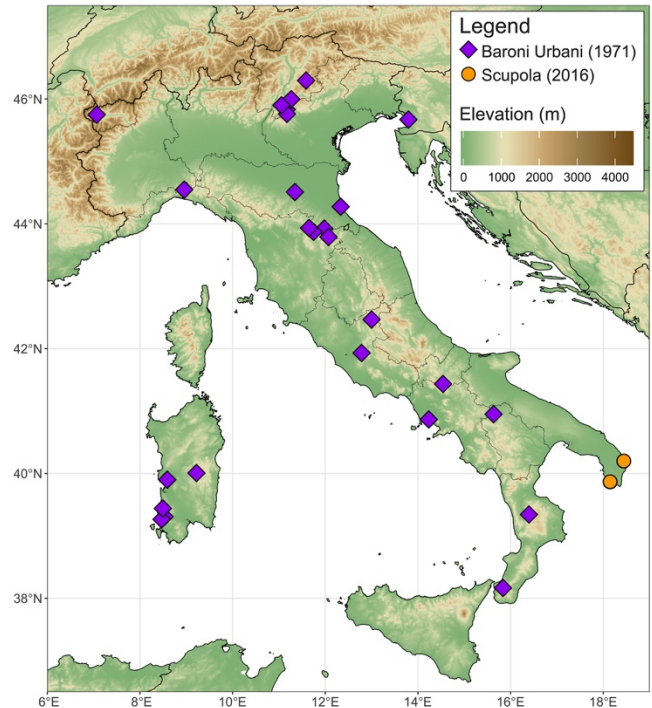 Legend
Baroni Urbani (1971)
Scupola (2016)
Elevation (m)
0 1000 2000 3000 4000
46°N
44°N
42°N
40°N
38°N
6°E 8°E 10°E 12°E 14°E 16°E 18°E